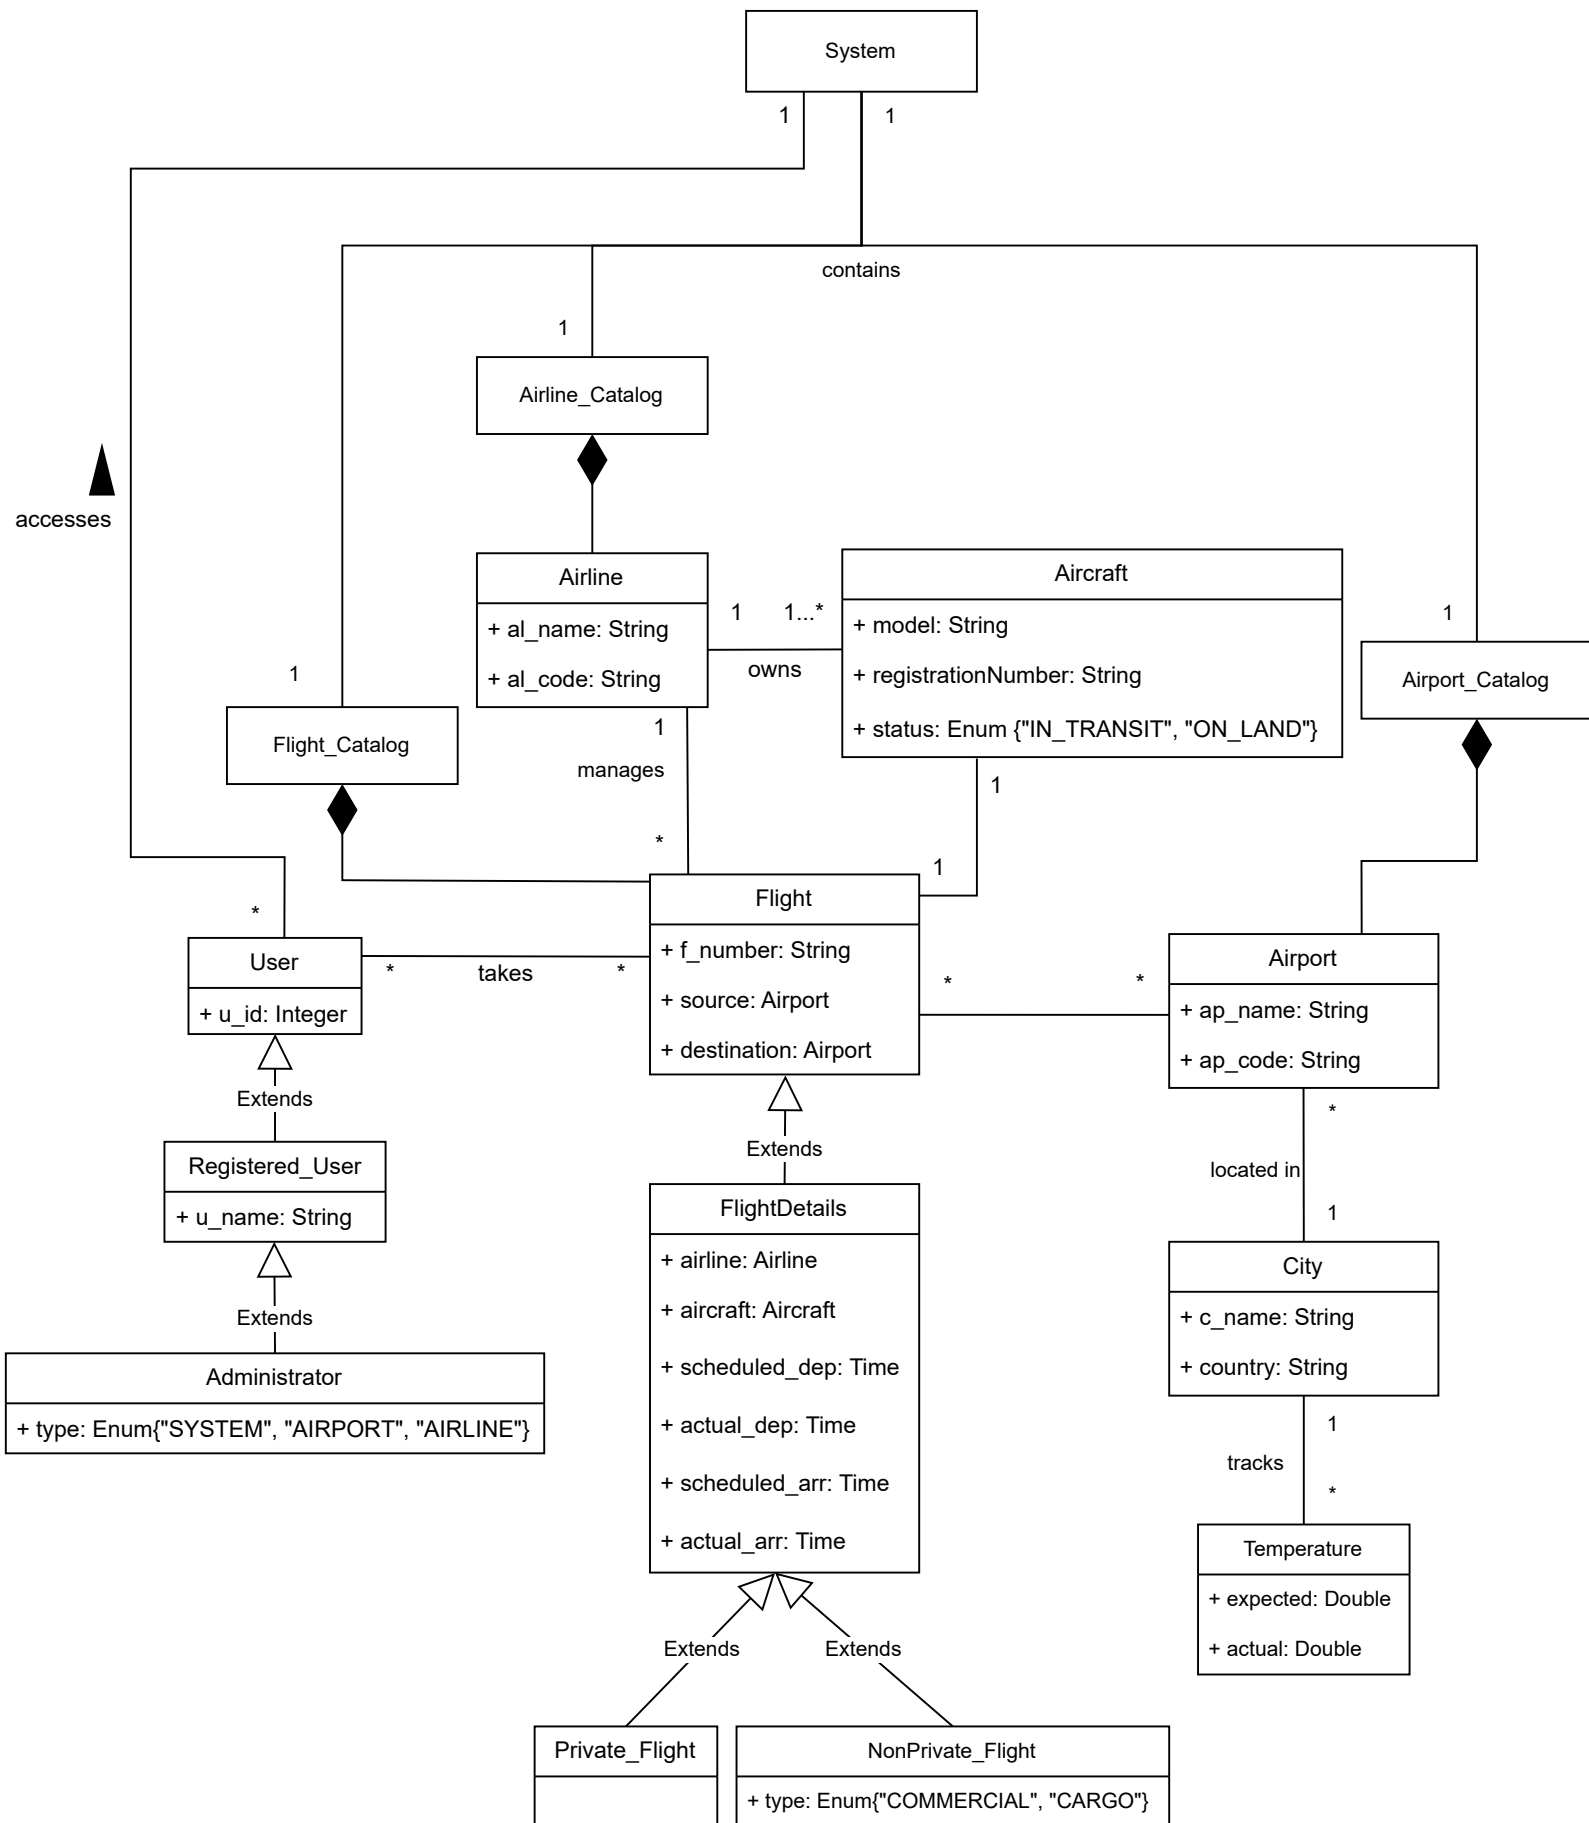 System
1
1
contains
1
Airline_Catalog
accesses
Airline
+ al_name: String
+ al_code: String
1
1...*
owns
Aircraft
+ model: String
+ registrationNumber: String
+ status: Enum {"IN_TRANSIT", "ON_LAND"}
1
Airport_Catalog
1
Flight_Catalog
1
manages
*
1
1
*
User
+ u_id: Integer
*
takes
*
Flight
+ f_number: String
+ source: Airport
+ destination: Airport
*
*
Airport
+ ap_name: String
+ ap_code: String
Extends
Registered_User
+ u_name: String
Extends
Administrator
+ type: Enum{"SYSTEM", "AIRPORT", "AIRLINE"}
Extends
FlightDetails
+ airline: Airline
+ aircraft: Aircraft
+ scheduled_dep: Time
+ actual_dep: Time
+ scheduled_arr: Time
+ actual_arr: Time
*
located in
1
City
+ c_name: String
+ country: String
1
tracks
*
Temperature
+ expected: Double
+ actual: Double
Extends
Extends
Private_Flight
NonPrivate_Flight
+ type: Enum{"COMMERCIAL", "CARGO"}